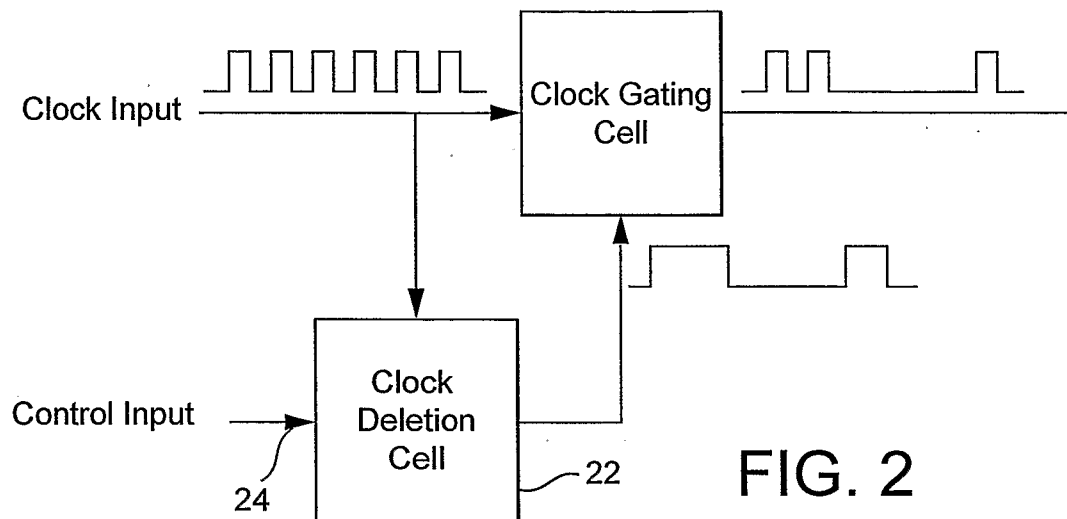 Clock Input
Clock Gating
Cell
Control Input
24
Clock
Deletion
Cell
22
FIG. 2